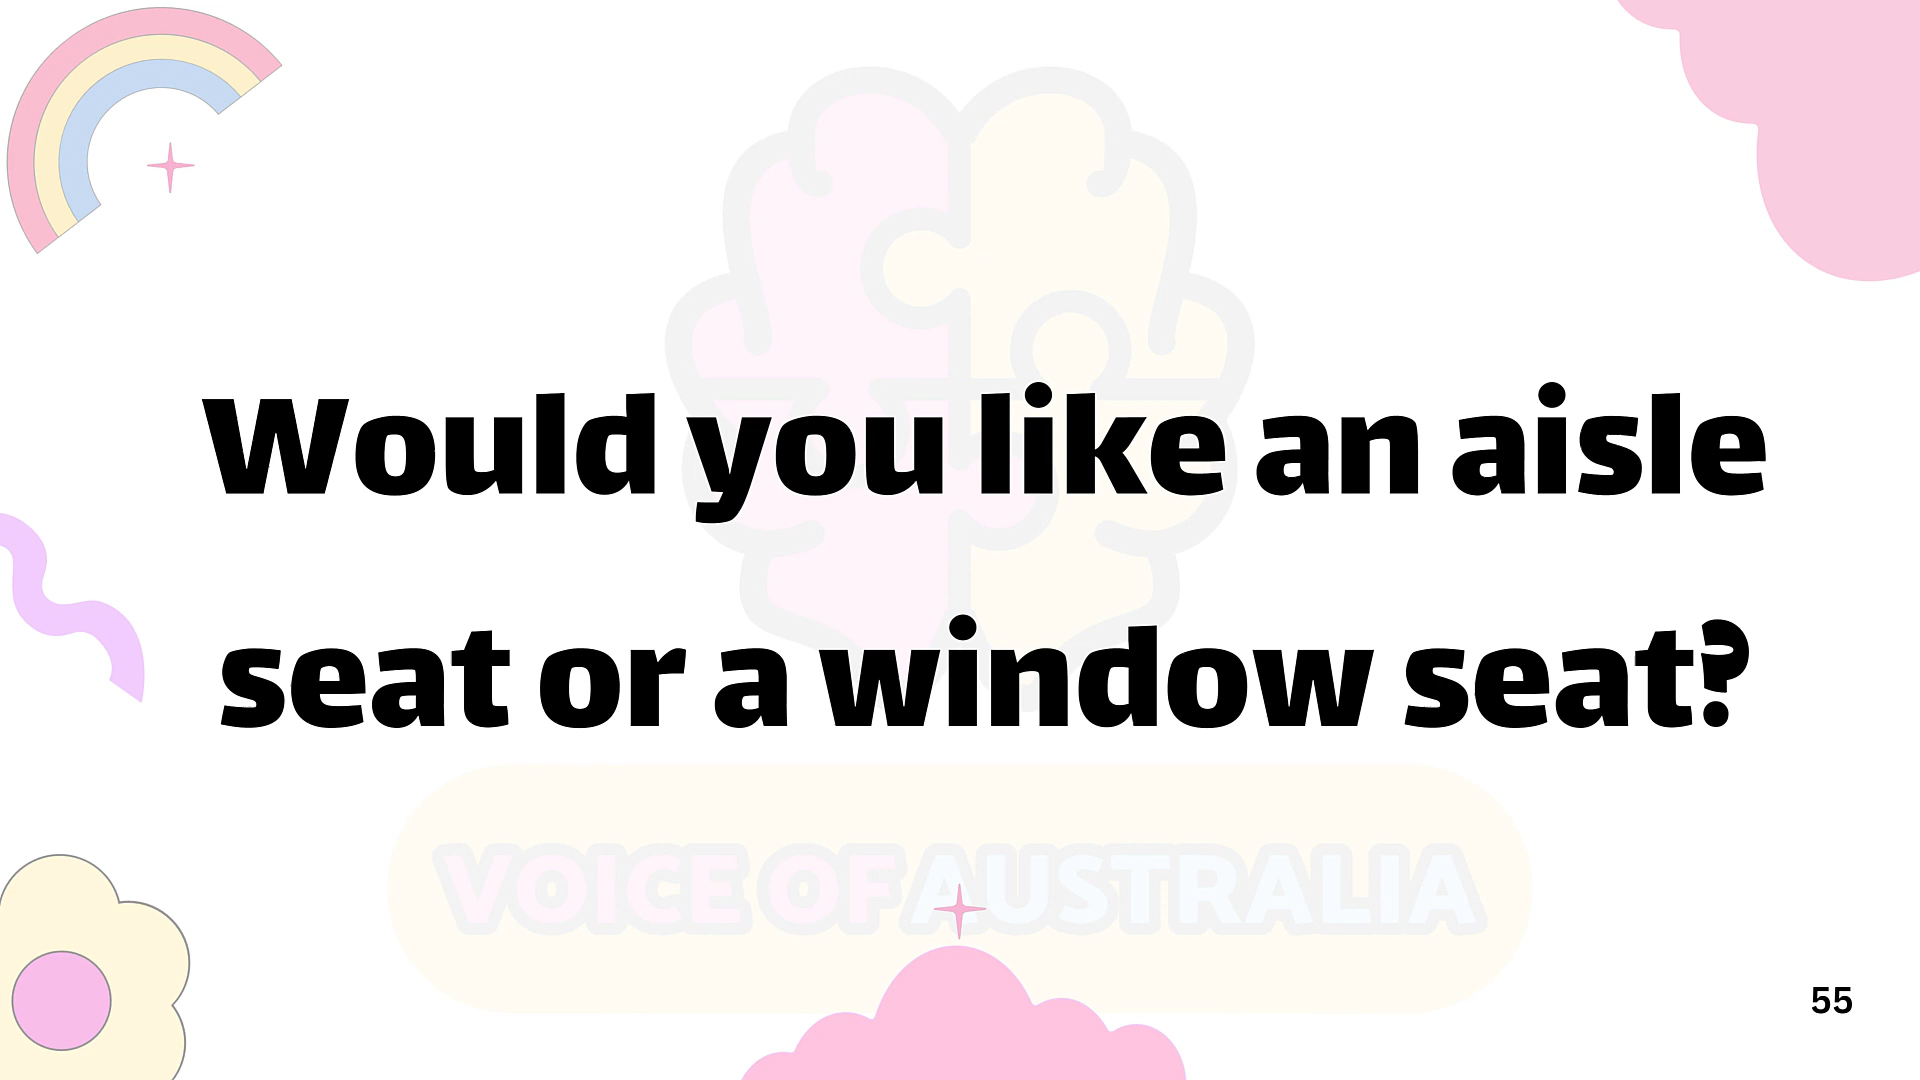 Would you like an aisle
seat or a window seat?
VOICE OF AUSTRALIA
55